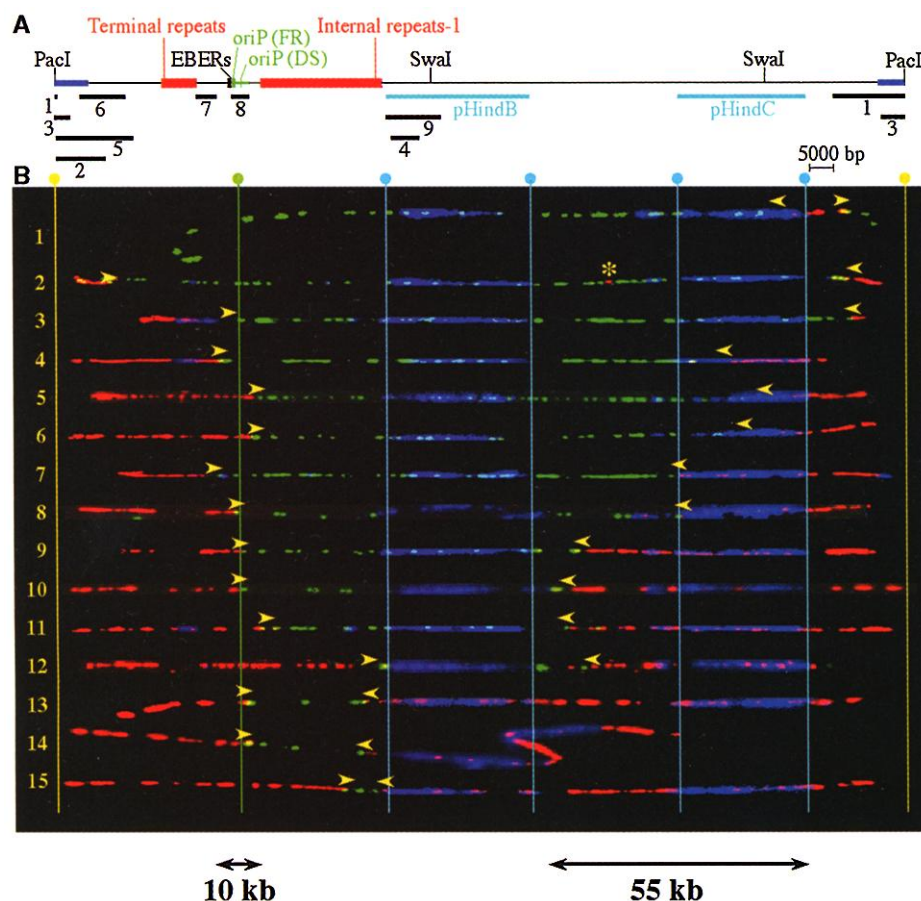 A
Terminal repeats
Internal repeats-1
oriP (FR)
EBERs
oriP (DS)
PacI
SwaI
SwaI
PacI
1
6
7
8
pHindB
pHindC
1
3
9
3
5
4
2
5000 bp
B
1
2
*
3
4
5
6
7
8
9
10
11
12
13
14
15
10 kb
55 kb